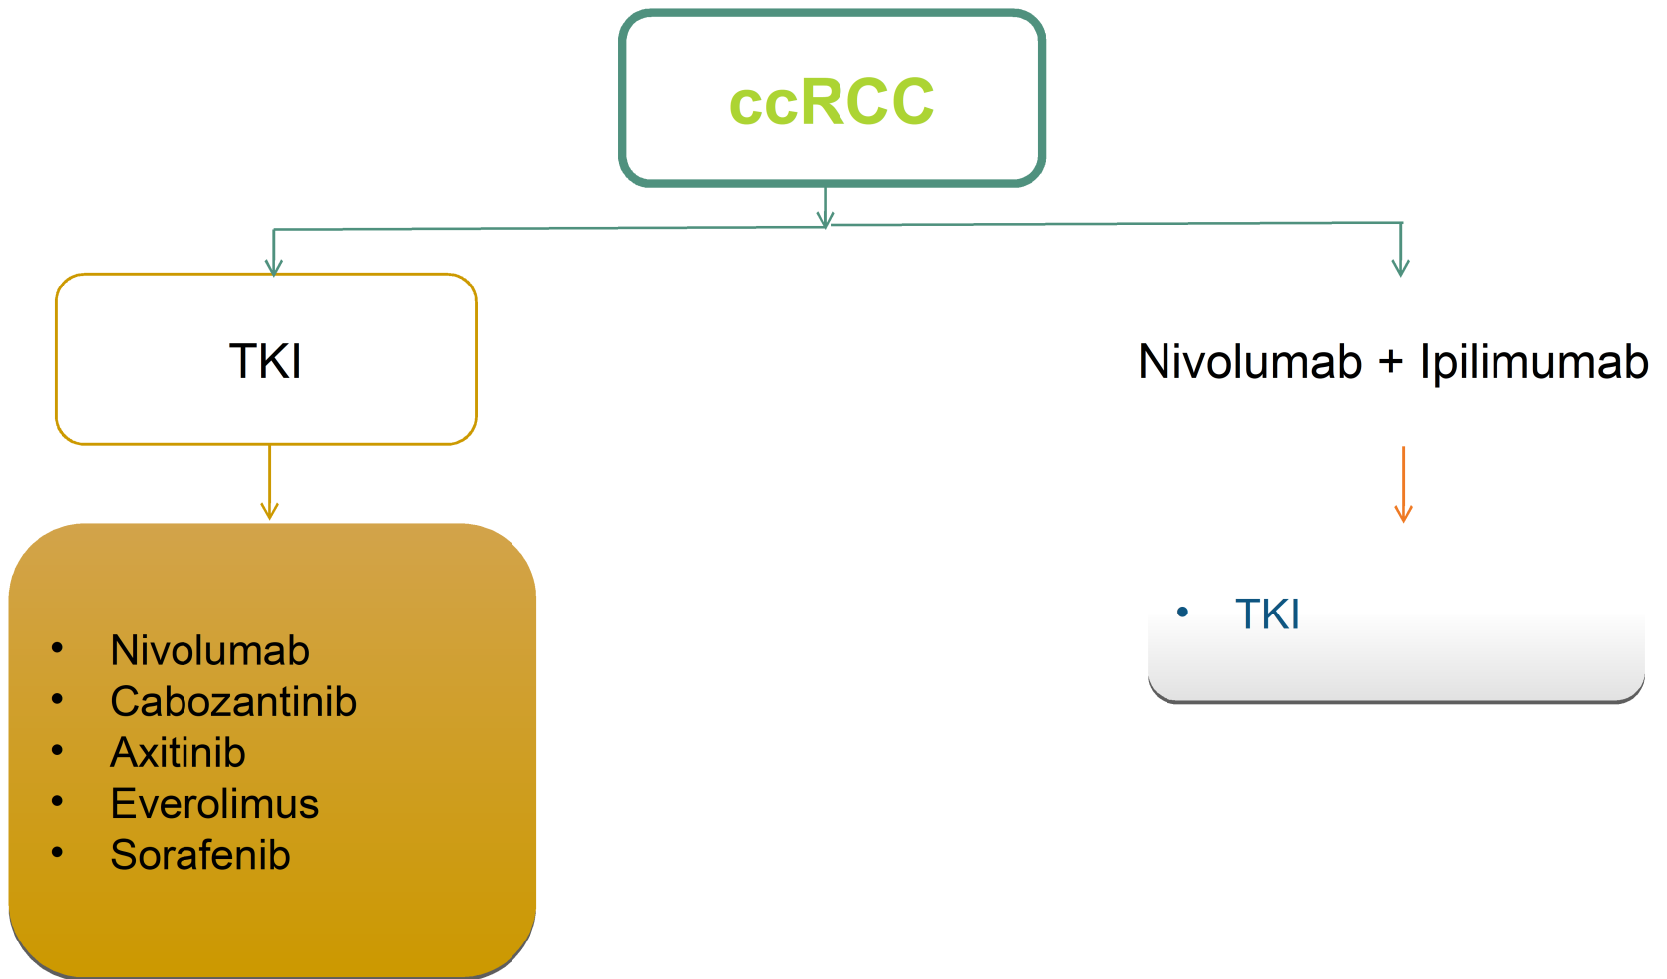 ccRCC
TKI
Nivolumab + Ipilimumab
• Nivolumab
• Cabozantinib
• Axitinib
• Everolimus
• Sorafenib
• TKI